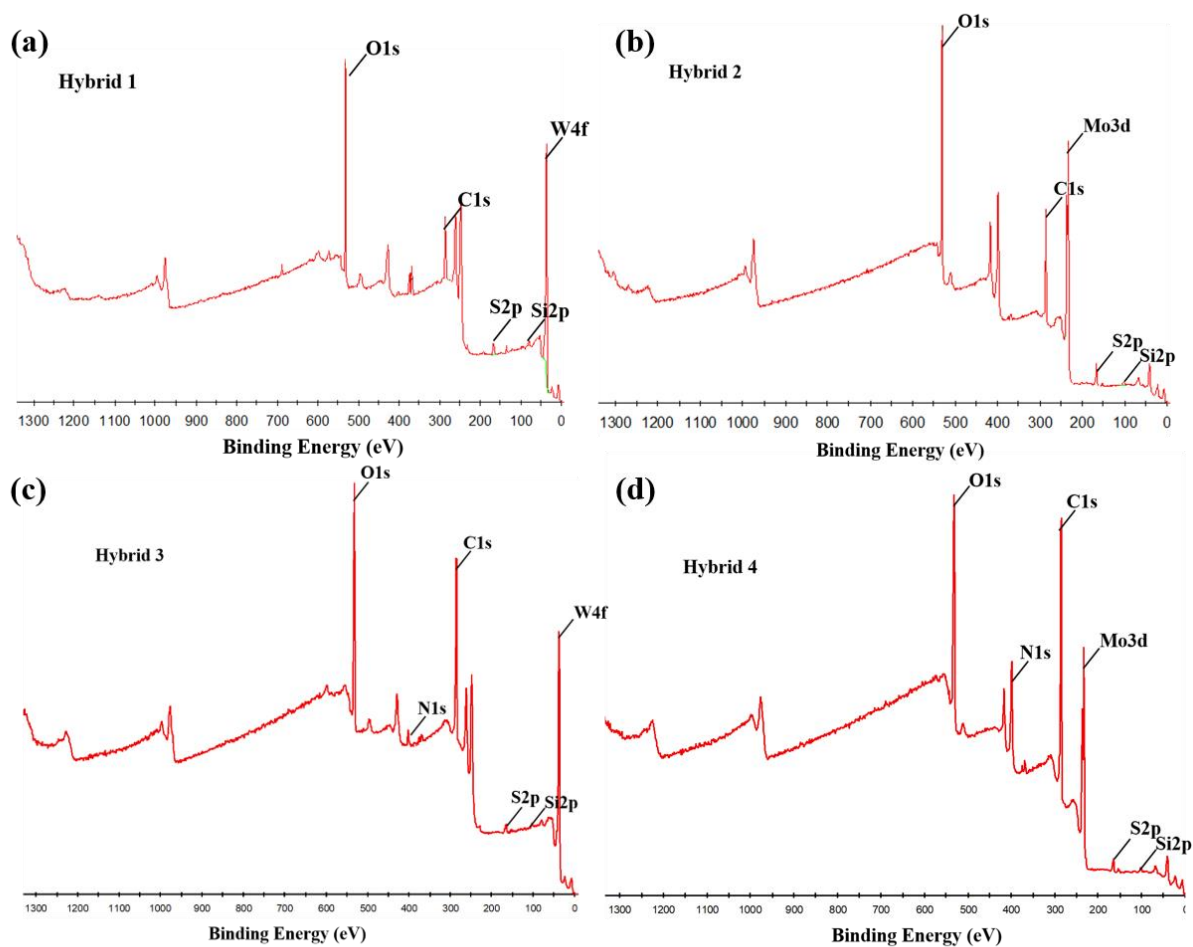 (a)
Hybrid 1
O1s
W4f
C1s
S2p
Si2p
1300 1200 1100 1000 900 800 700 600 500 400 300 200 100 0
Binding Energy (eV)
(b)
Hybrid 2
O1s
Mo3d
C1s
S2p
Si2p
1300 1200 1100 1000 900 800 700 600 500 400 300 200 100 0
Binding Energy (eV)
(c)
Hybrid 3
O1s
C1s
W4f
N1s
S2p
Si2p
1300 1200 1100 1000 900 800 700 600 500 400 300 200 100 0
Binding Energy (eV)
(d)
Hybrid 4
O1s
C1s
N1s
Mo3d
S2p
Si2p
1300 1200 1100 1000 900 800 700 600 500 400 300 200 100 0
Binding Energy (eV)